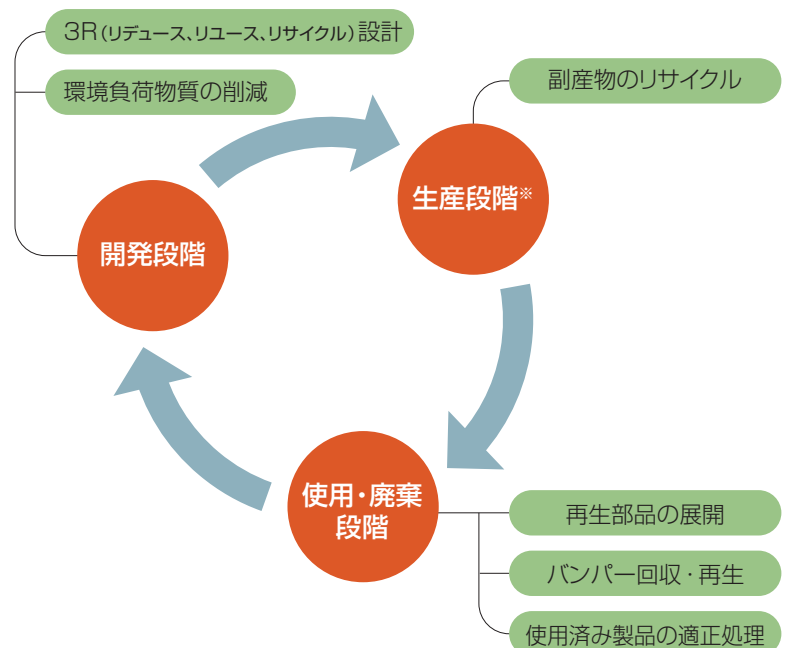 3R(リデュース、リユース、リサイクル)設計
環境負荷物質の削減
副産物のリサイクル
生産段階※
開発段階
使用・廃棄
段階
再生部品の展開
バンパー回収・再生
使用済み製品の適正処理